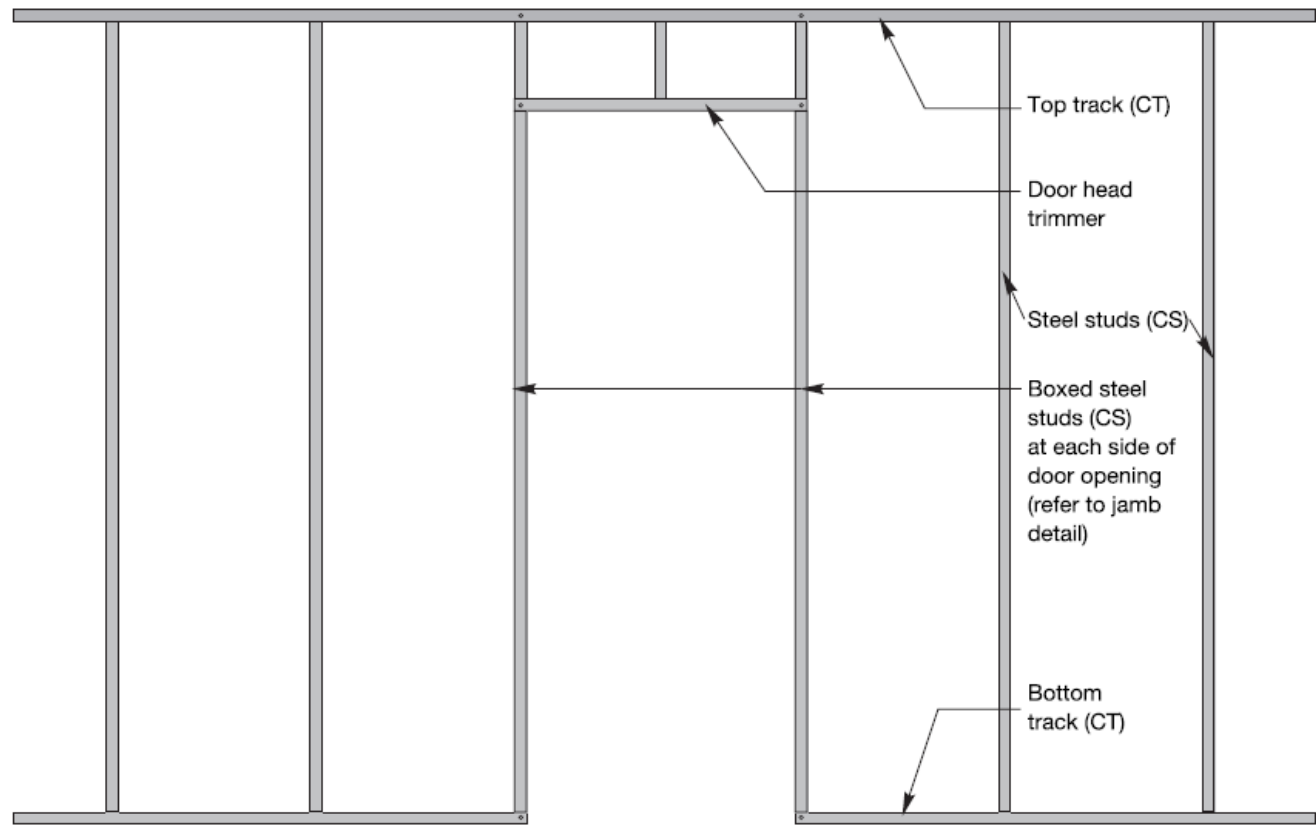 Top track (CT)
Door head
trimmer
Steel studs (CS)
Boxed steel
studs (CS)
at each side of
door opening
(refer to jamb
detail)
Bottom
track (CT)